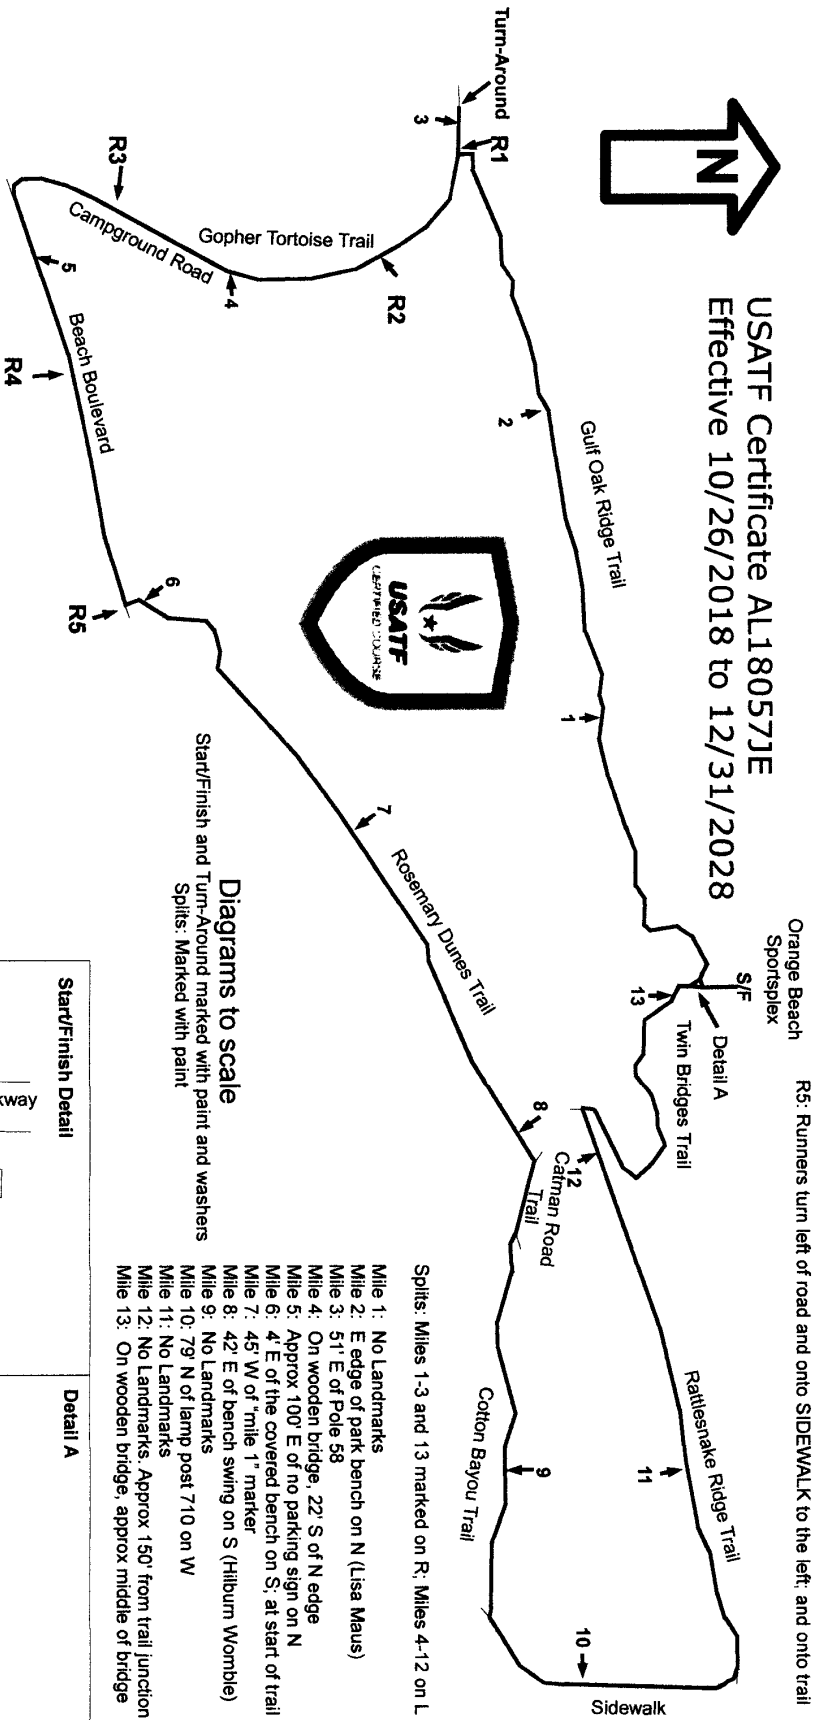 USATF Certificate AL18057JE
Effective 10/26/2018 to 12/31/2028
N
Orange Beach
Sportsplex
S/F
R5: Runners turn left of road and onto SIDEWALK to the left; and onto trail
Turn-Around
3
R1
Gulf Oak Ridge Trail
2
1
13
Detail A
Twin Bridges Trail
R2
Gopher Tortoise Trail
4
R3
Campground Road
5
Beach Boulevard
R4
6
R5
USATF
CERTIFIED COURSE
7
Rosemary Dunes Trail
8
12
Catman Road
Trail
Rattlesnake Ridge Trail
11
9
Cotton Bayou Trail
10
Sidewalk
Diagrams to scale
Start/Finish and Turn-Around marked with paint and washers
Splits: Marked with paint
Splits: Miles 1-3 and 13 marked on R; Miles 4-12 on L
Mile 1: No Landmarks
Mile 2: E edge of park bench on N (Lisa Maus)
Mile 3: 51' E of Pole 58
Mile 4: On wooden bridge, 22' S of N edge
Mile 5: Approx 100' E of no parking sign on N
Mile 6: 4' E of the covered bench on S; at start of trail
Mile 7: 45' W of "mile 1" marker
Mile 8: 42' E of bench swing on S (Hilburn Womble)
Mile 9: No Landmarks
Mile 10: 79' N of lamp post 710 on W
Mile 11: No Landmarks
Mile 12: No Landmarks. Approx 150' from trail junction
Mile 13: On wooden bridge, approx middle of bridge
Start/Finish Detail
Detail A